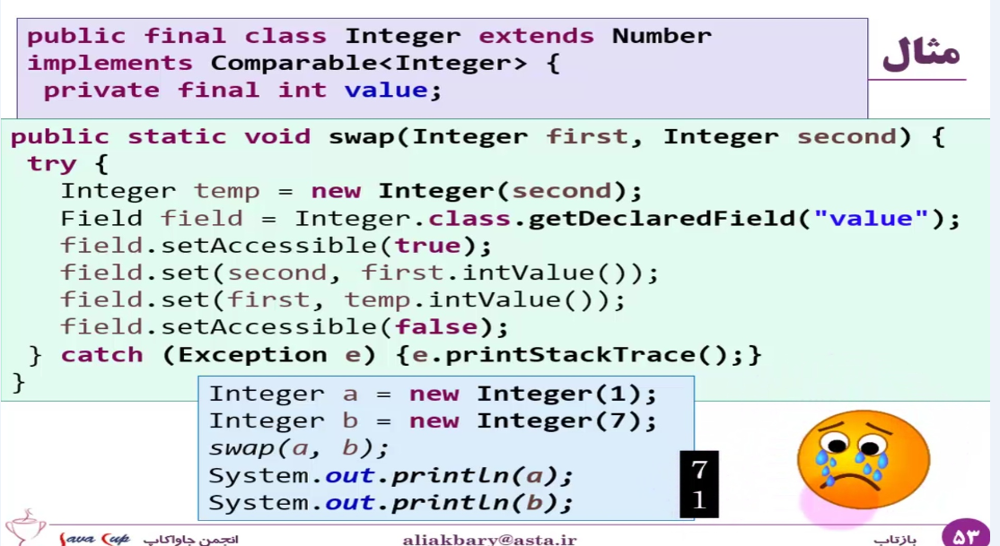 مثال
public final class Integer extends Number
implements Comparable<Integer> {
private final int value;
public static void swap(Integer first, Integer second) {
try {
Integer temp = new Integer(second);
Field field = Integer.class.getDeclaredField("value");
field.setAccessible(true);
field.set(second, first.intValue());
field.set(first, temp.intValue());
field.setAccessible(false);
} catch (Exception e) {e.printStackTrace();}
}
Integer a = new Integer(1);
Integer b = new Integer(7);
swap(a, b);
System.out.println(a);
System.out.println(b);
7
1
Java Cup
انجمن جاواکاپ
aliakbary@asta.ir
بازتاب
۵۳